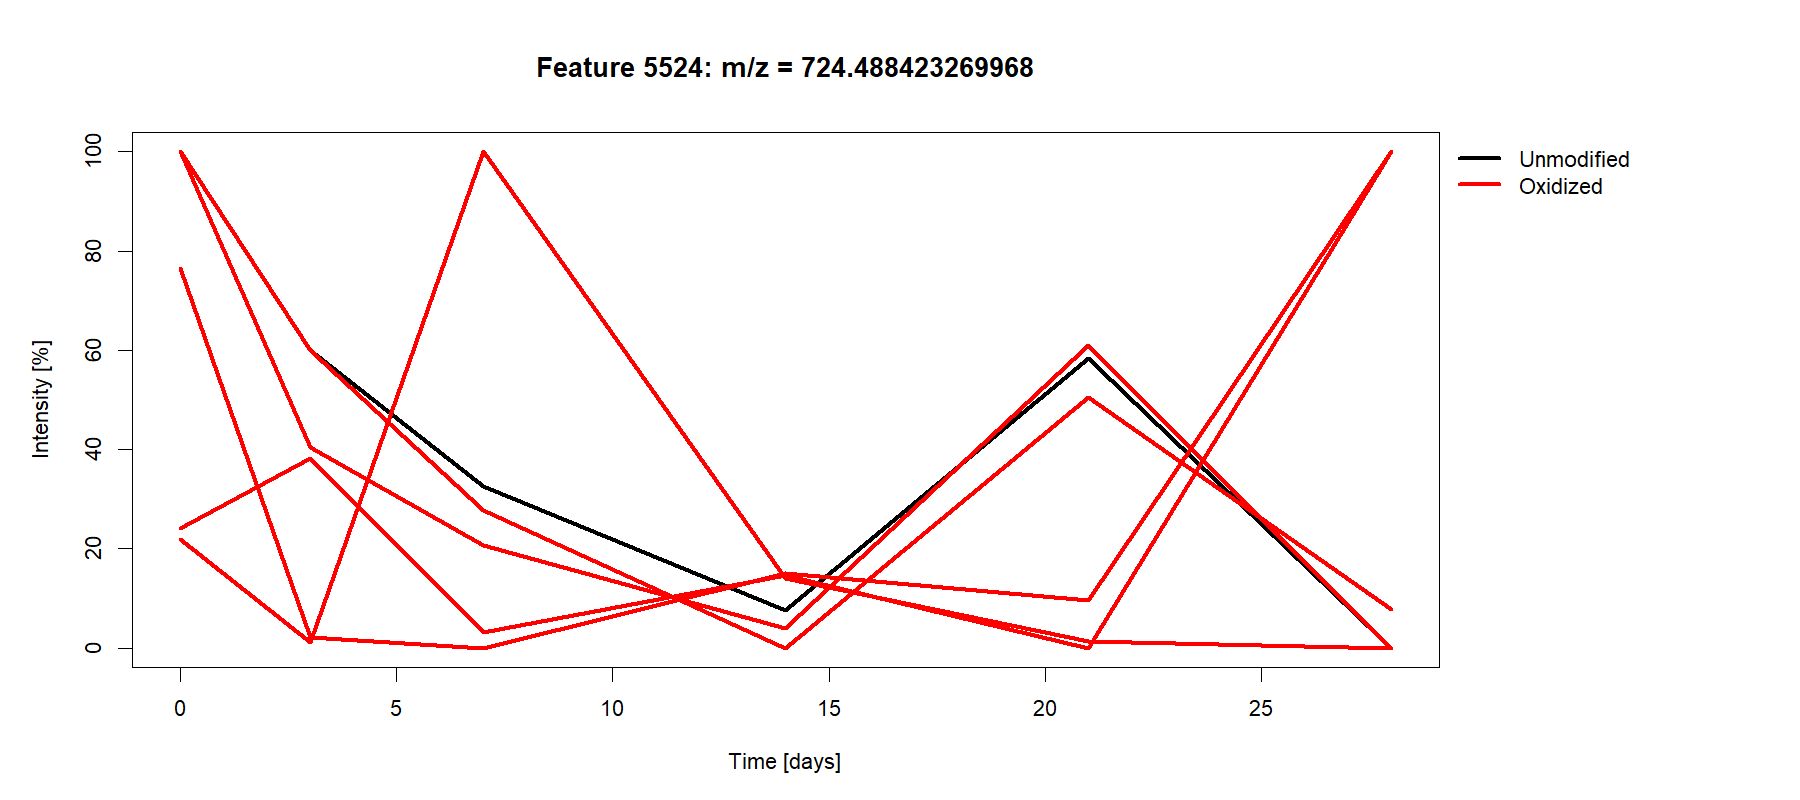 Feature 5524: m/z = 724.488423269968
Unmodified
Oxidized
Intensity [%]
100
80
60
40
20
0
0 5 10 15 20 25
Time [days]